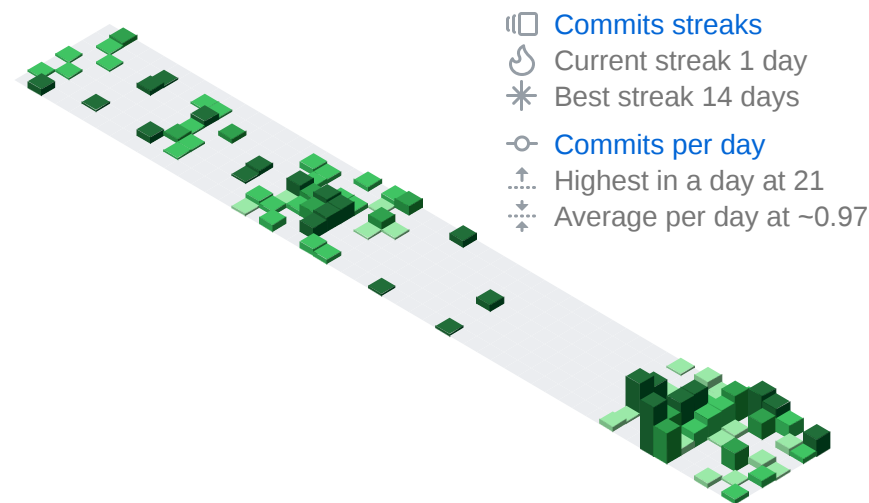 Commits streaks
Current streak 1 day
Best streak 14 days
Commits per day
Highest in a day at 21
Average per day at ~0.97